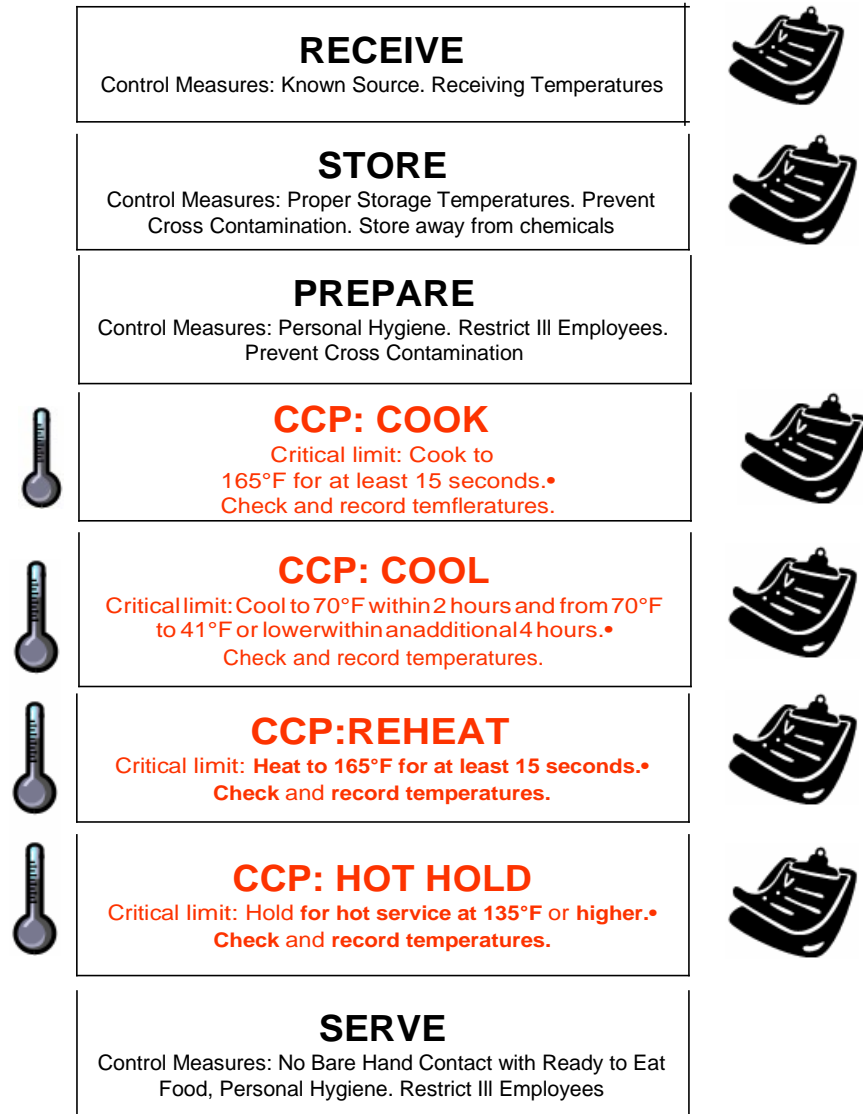 RECEIVE
Control Measures: Known Source. Receiving Temperatures
STORE
Control Measures: Proper Storage Temperatures. Prevent
Cross Contamination. Store away from chemicals
PREPARE
Control Measures: Personal Hygiene. Restrict Ill Employees.
Prevent Cross Contamination
CCP: COOK
Critical limit: Cook to
165°F for at least 15 seconds.•
Check and record temfleratures.
CCP: COOL
Critical limit: Cool to 70°F within 2 hours and from 70°F
to 41°F or lower within an additional 4 hours.•
Check and record temperatures.
CCP:REHEAT
Critical limit: Heat to 165°F for at least 15 seconds.•
Check and record temperatures.
CCP: HOT HOLD
Critical limit: Hold for hot service at 135°F or higher.•
Check and record temperatures.
SERVE
Control Measures: No Bare Hand Contact with Ready to Eat
Food, Personal Hygiene. Restrict Ill Employees